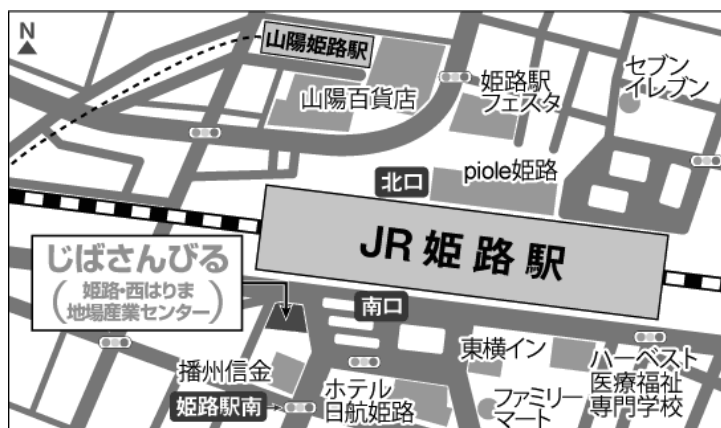 N
山陽姫路駅
山陽百貨店
姫路駅
フェスタ
セブン
イレブン
北口
piole姫路
JR姫路駅
じばさんびる
(姫路・西はりま
地場産業センター)
南口
播州信金
姫路駅南
ホテル
日航姫路
東横イン
ファミリー
マート
ハーベスト
医療福祉
専門学校